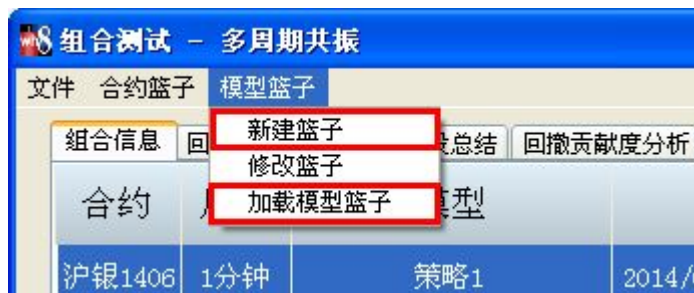 组合测试 - 多周期共振
文件 合约篮子 模型篮子
新建篮子
修改篮子
加载模型篮子
组合信息 回 总结 回撤贡献度分析
合约 型
沪银1406 1分钟 策略1 2014/